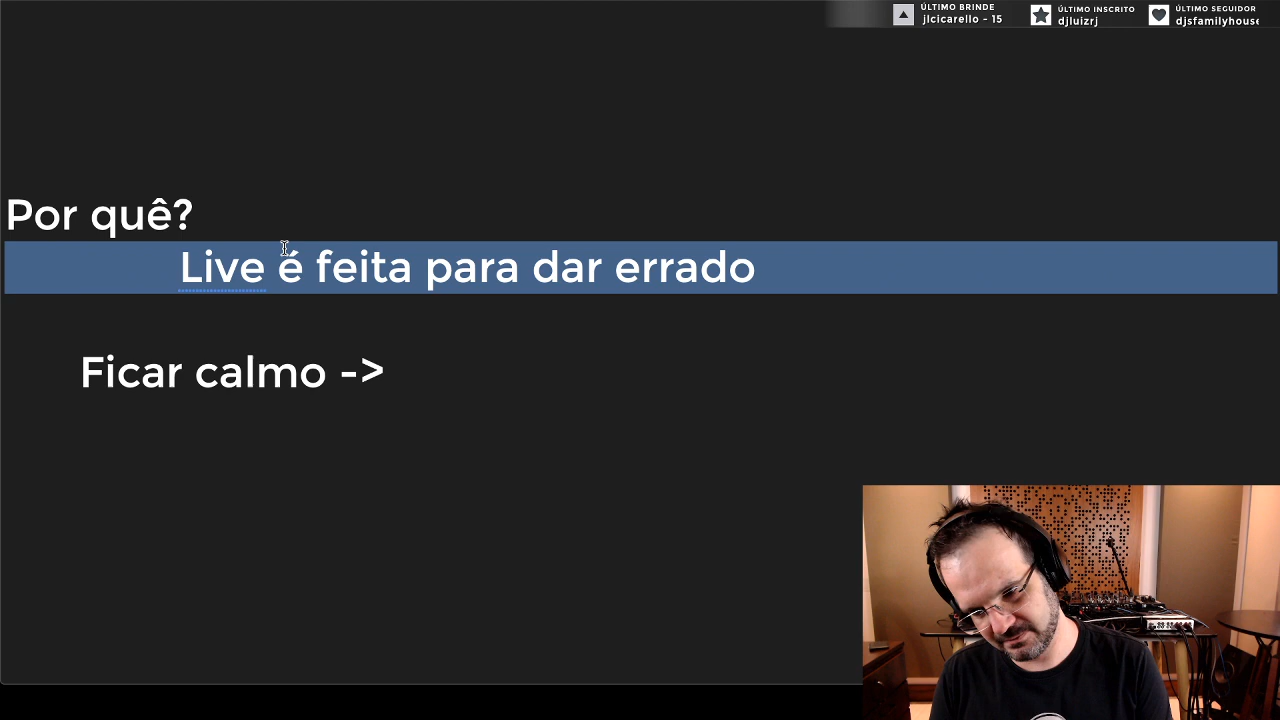 ÚLTIMO BRINDE
jlcicarello - 15
ÚLTIMO INSCRITO
djluizrj
ÚLTIMO SEGUIDOR
djsfamilyhouse
Por quê?
Live é feita para dar errado
Ficar calmo ->